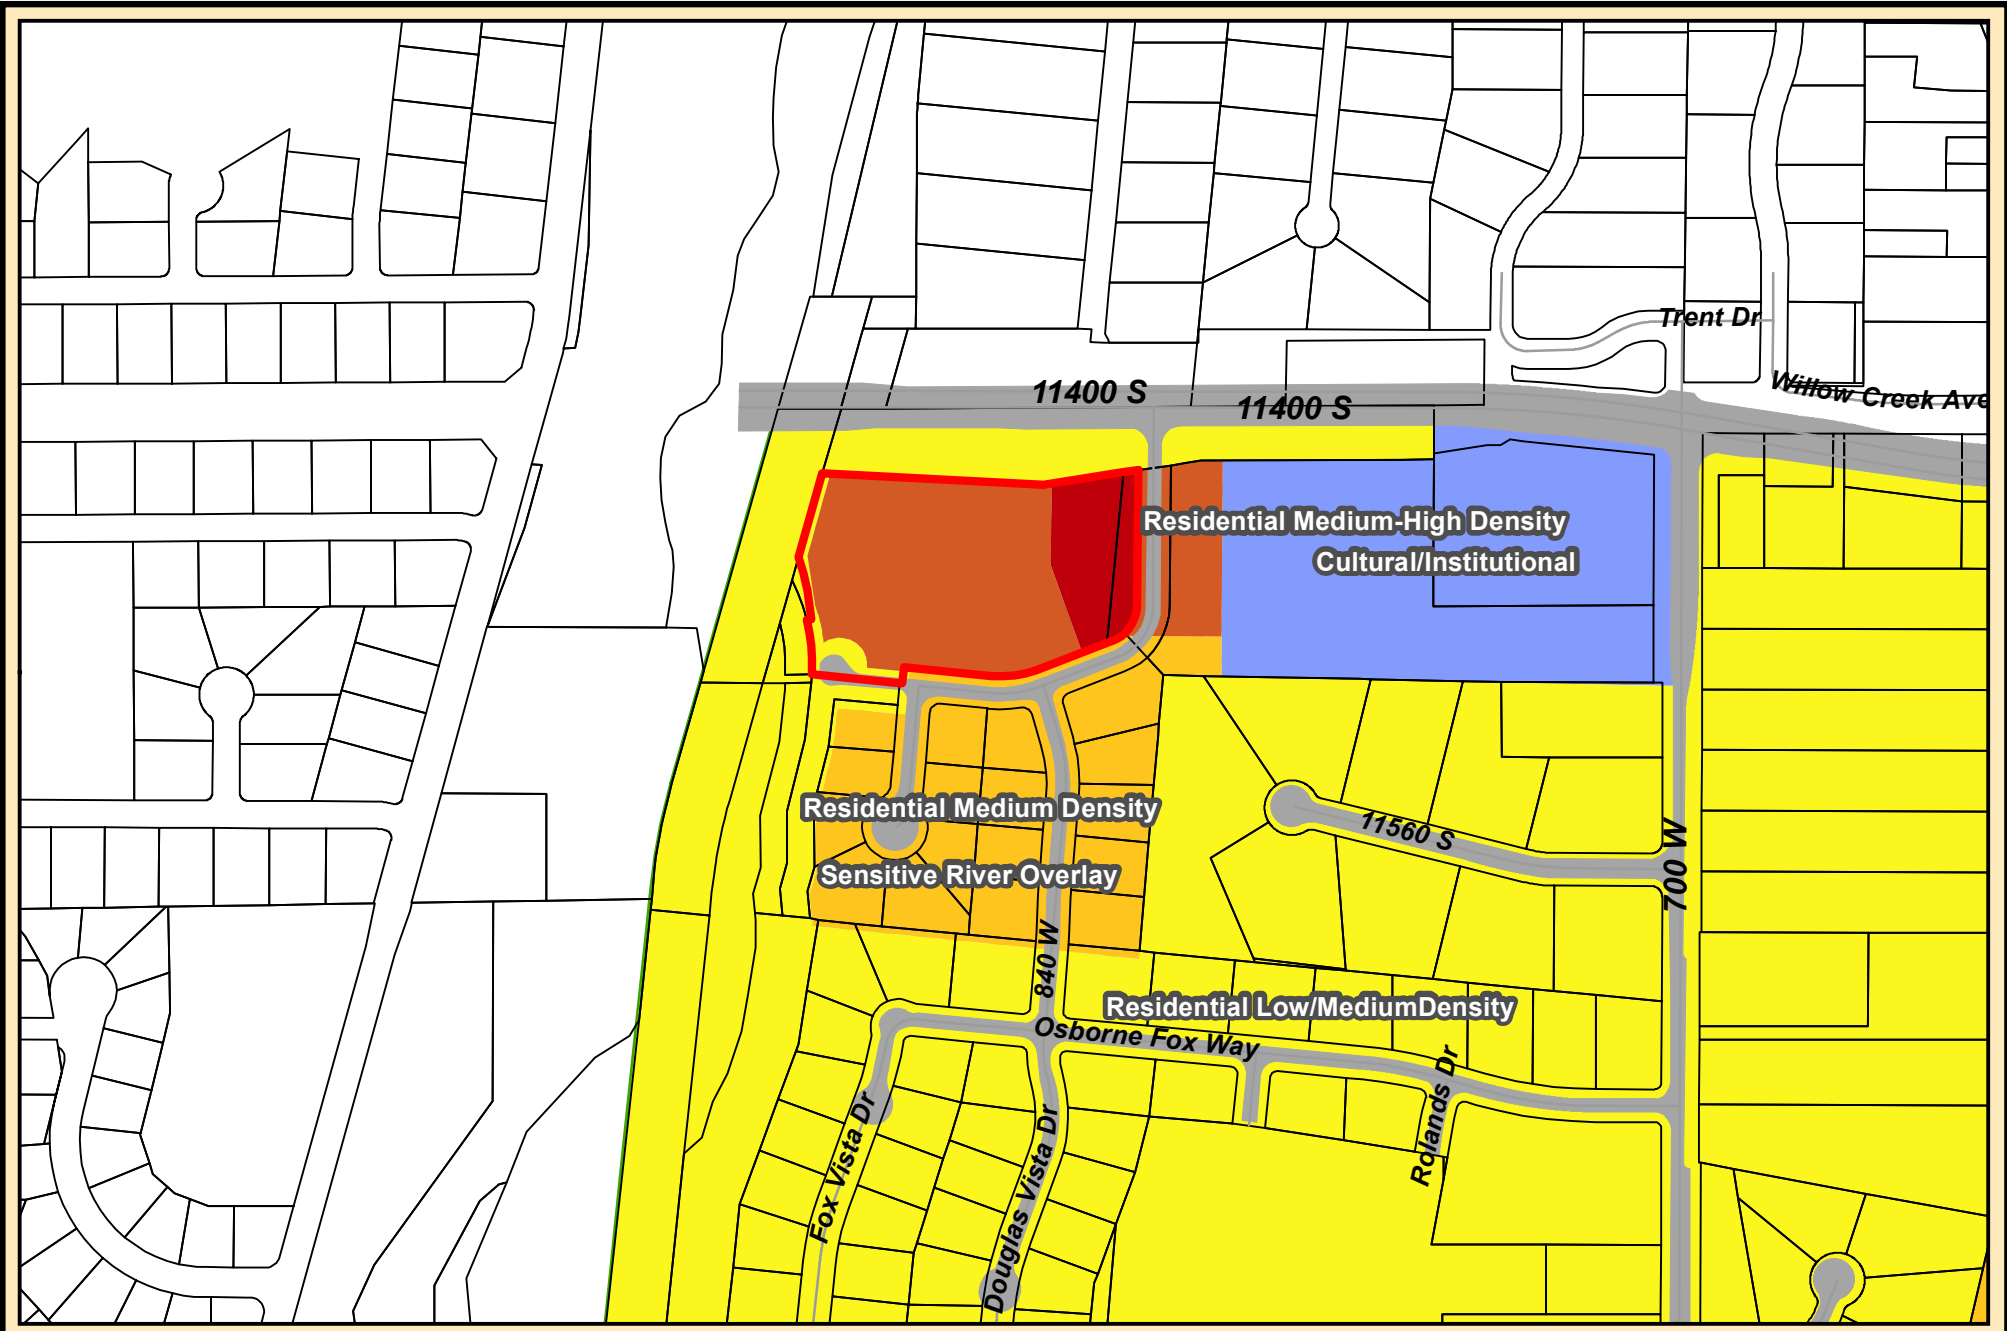 Trent Dr
Willow Creek Ave
11400 S
11400 S
Residential Medium-High Density
Cultural/Institutional
Residential Medium Density
11560 S
700 W
Sensitive River Overlay
840 W
Residential Low/MediumDensity
Osborne Fox Way
Rolands Dr
Fox Vista Dr
Douglas Vista Dr